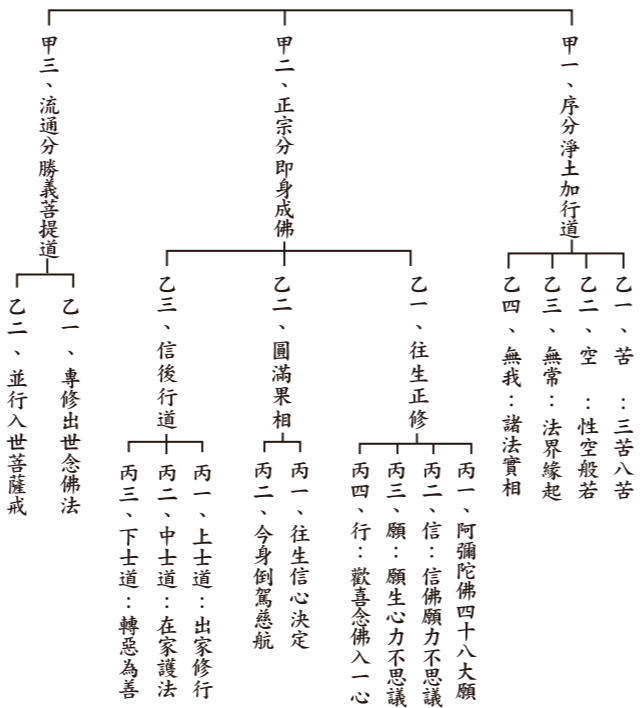 甲一、序分淨土加行道
乙一、苦　：三苦八苦
乙二、空　：性空般若
乙三、無常：法界緣起
乙四、無我：諸法實相
甲二、正宗分即身成佛
乙一、往生正修
丙一、阿彌陀佛四十八大願
丙二、信：信佛願力不思議
丙三、願：願生心力不思議
丙四、行：歡喜念佛入一心
乙二、圓滿果相
丙一、往生信心決定
丙二、今身倒駕慈航
乙三、信後行道
丙一、上士道：出家修行
丙二、中士道：在家護法
丙三、下士道：轉惡為善
甲三、流通分勝義菩提道
乙一、專修出世念佛法
乙二、並行入世菩薩戒